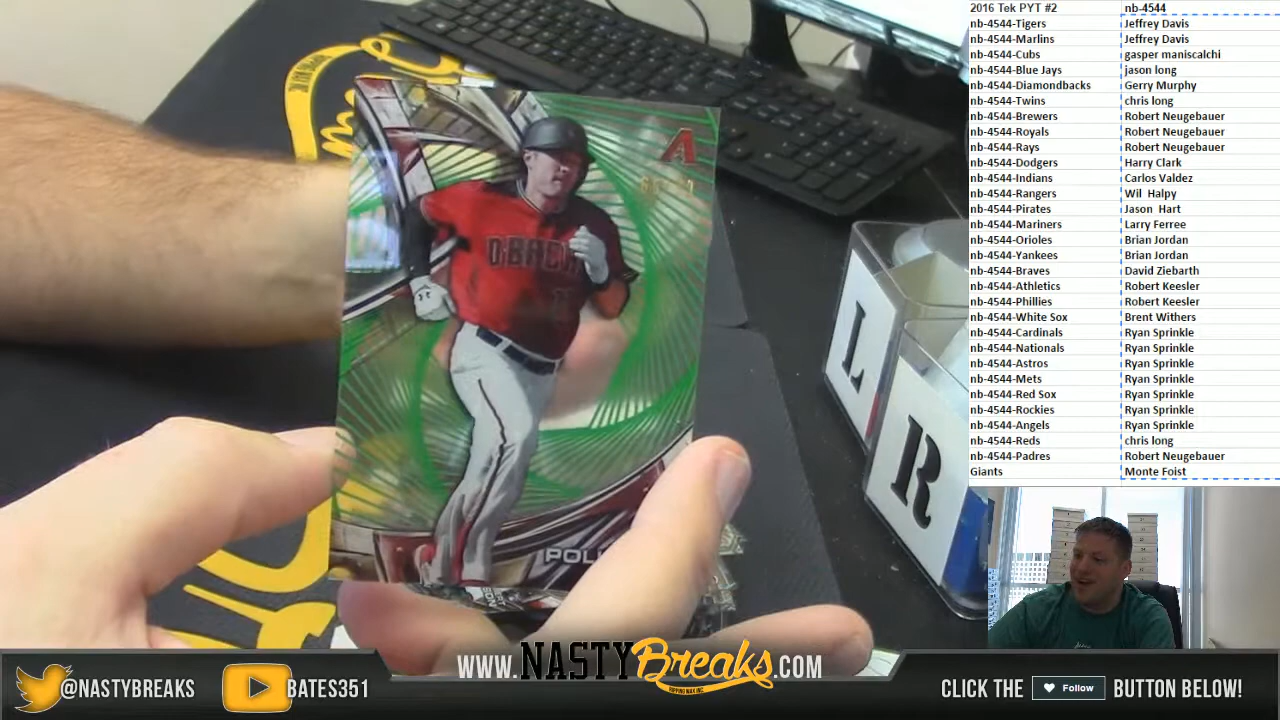 2016 Tek PYT #2 nb-4544
nb-4544-Tigers Jeffrey Davis
nb-4544-Marlins Jeffrey Davis
nb-4544-Cubs gasper maniscalchi
nb-4544-Blue Jays jason long
nb-4544-Diamondbacks Gerry Murphy
nb-4544-Twins chris long
nb-4544-Brewers Robert Neugebauer
nb-4544-Royals Robert Neugebauer
nb-4544-Rays Robert Neugebauer
nb-4544-Dodgers Harry Clark
nb-4544-Indians Carlos Valdez
nb-4544-Rangers Wil Halpy
nb-4544-Pirates Jason Hart
nb-4544-Mariners Larry Ferree
nb-4544-Orioles Brian Jordan
nb-4544-Yankees Brian Jordan
nb-4544-Braves David Ziebarth
nb-4544-Athletics Robert Keesler
nb-4544-Phillies Robert Keesler
nb-4544-White Sox Brent Withers
nb-4544-Cardinals Ryan Sprinkle
nb-4544-Nationals Ryan Sprinkle
nb-4544-Astros Ryan Sprinkle
nb-4544-Mets Ryan Sprinkle
nb-4544-Red Sox Ryan Sprinkle
nb-4544-Rockies Ryan Sprinkle
nb-4544-Angels Ryan Sprinkle
nb-4544-Reds chris long
nb-4544-Padres Robert Neugebauer
Giants Monte Foist
A
D-BACK
POL
L
R
@NASTYBREAKS
BATES351
WWW.NASTYBreaks.COM
RIPPING WAX INC
CLICK THE Follow BUTTON BELOW!